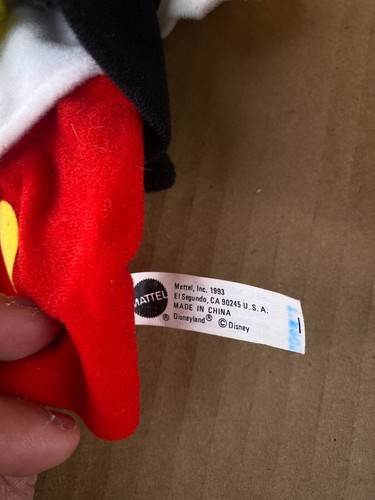 MATTEL
®
Mattel, Inc. 1993
El Segundo, CA 90245 U.S.A.
MADE IN CHINA
Disneyland® ©Disney